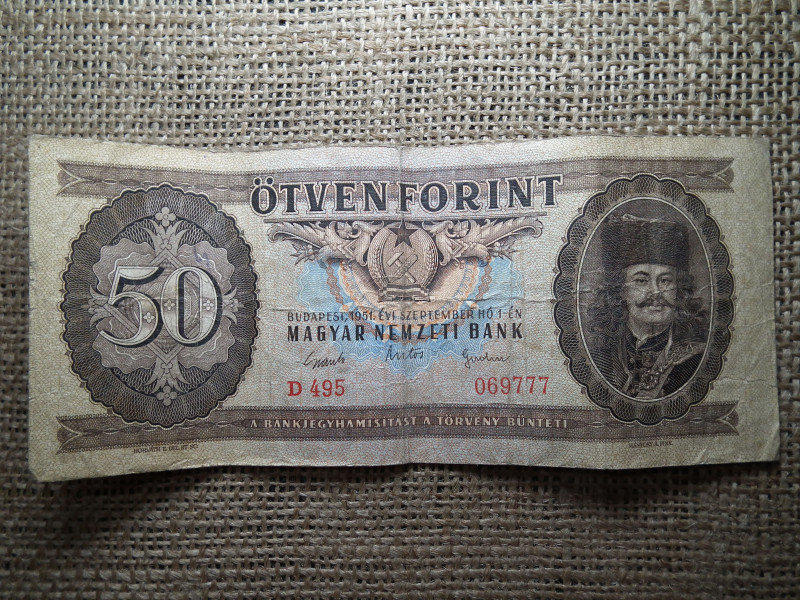 ÖTVEN FORINT
50
BUDAPEST, 1951. ÉVI SZEPTEMBER HÓ 1-ÉN
MAGYAR NEMZETI BANK
D 495 069777
A BANKJEGYHAMISÍTÁST A TÖRVÉNY BÜNTETI